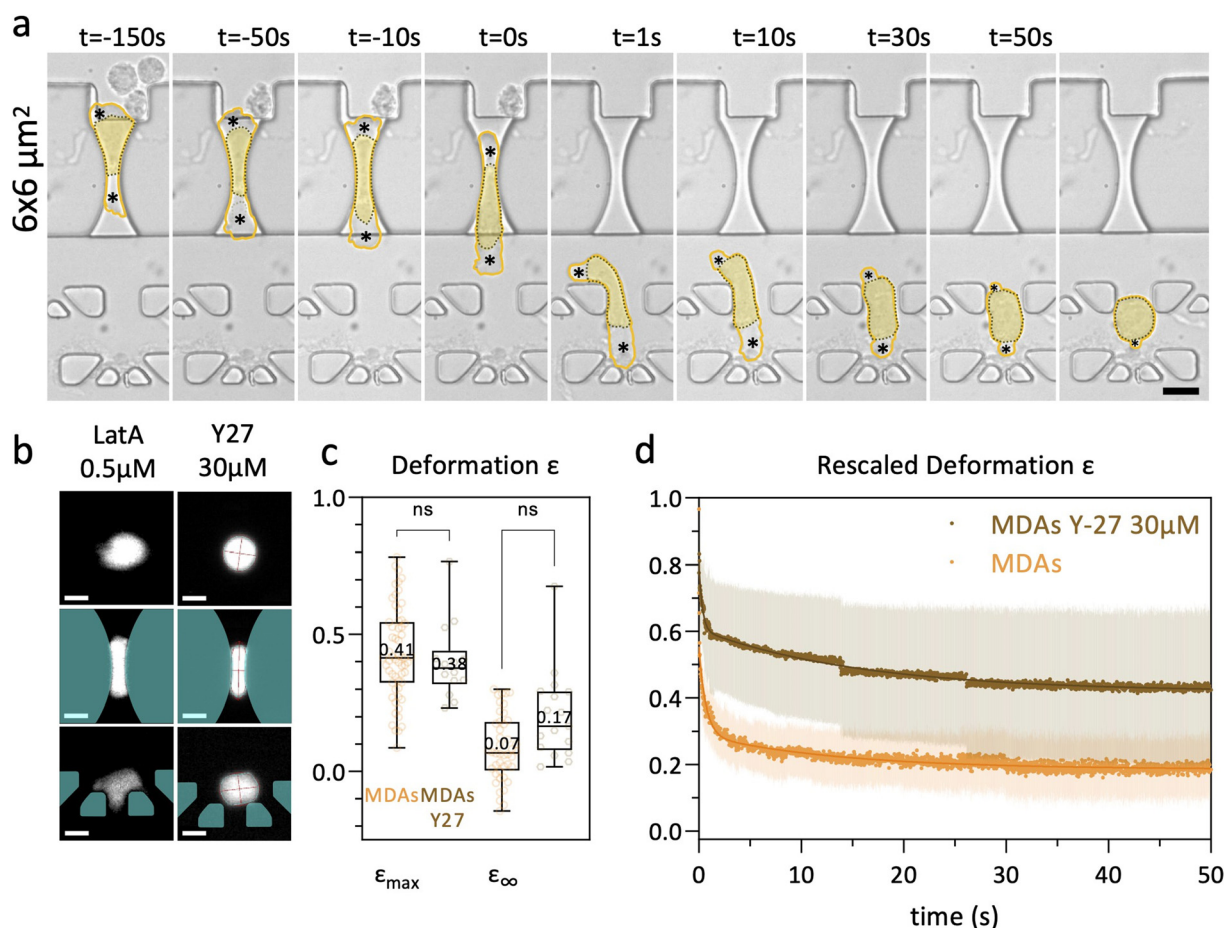 a
t=-150s t=-50s t=-10s t=0s t=1s t=10s t=30s t=50s
6x6 μm²
* * * * * * * *
* * * * * * * * *
b
LatA Y27
0.5μM 30μM
c
Deformation ε
1.0
ns ns
0.5
0.41 0.38
0.17
0.07
0.0
MDAs MDAs
Y27
εmax ε∞
d
Rescaled Deformation ε
1.0
MDAs Y-27 30μM
MDAs
0.8
0.6
0.4
0.2
0.0
0 10 20 30 40 50
time (s)